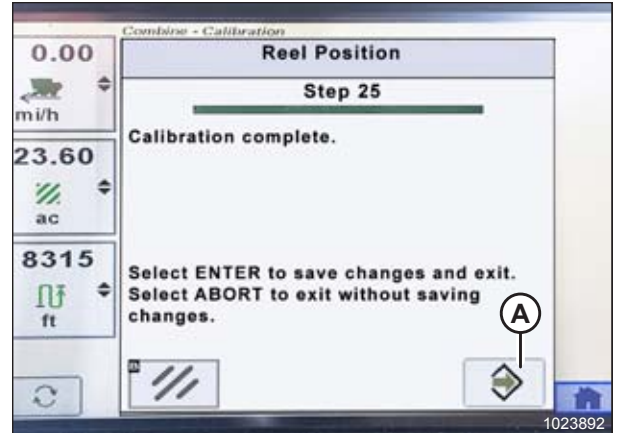 Combine - Calibration
0.00
mi/h
23.60
ac
8315
ft
Reel Position
Step 25
Calibration complete.
Select ENTER to save changes and exit.
Select ABORT to exit without saving
changes.
A
1023892